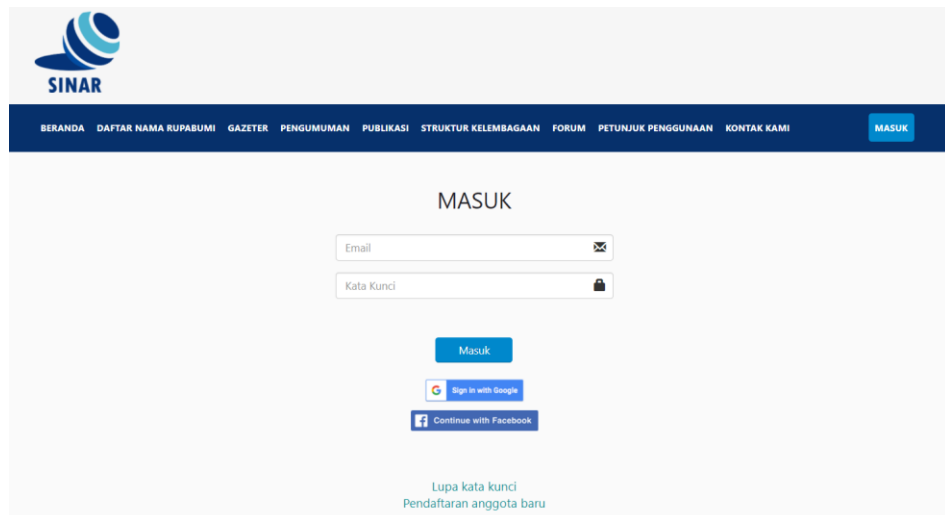 SINAR
BERANDA DAFTAR NAMA RUPABUMI GAZETER PENGUMUMAN PUBLIKASI STRUKTUR KELEMBAGAAN FORUM PETUNJUK PENGGUNAAN KONTAK KAMI MASUK
MASUK
Email
Kata Kunci
Masuk
G Sign in with Google
f Continue with Facebook
Lupa kata kunci
Pendaftaran anggota baru